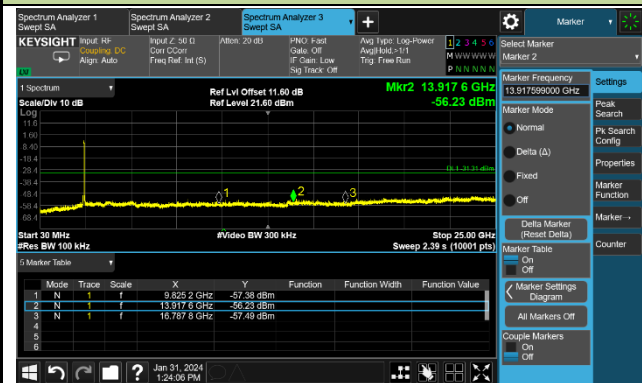 Spectrum Analyzer 1
Swept SA
Spectrum Analyzer 2
Swept SA
Spectrum Analyzer 3
Swept SA
Marker
KEYSIGHT
Input: RF
Coupling: DC
Align: Auto
Input Z: 50 Ω
Corr CCorr
Freq Ref: Int (S)
Atten: 20 dB
PNO: Fast
Gate: Off
IF Gain: Low
Sig Track: Off
Avg Type: Log-Power
Avg|Hold:>1/1
Trig: Free Run
1 2 3 4 5 6
M W W W W W
P N N N N N
Select Marker
Marker 2
1 Spectrum
Scale/Div 10 dB
Log
Ref Lvl Offset 11.60 dB
Ref Level 21.60 dBm
Mkr2 13.917 6 GHz
-56.23 dBm
11.6
1.60
-8.40
-18.4
-28.4
-38.4
-48.4
-58.4
-68.4
DL1 -31.31 dBm
1
2
3
Start 30 MHz
#Res BW 100 kHz
#Video BW 300 kHz
Stop 25.00 GHz
Sweep 2.39 s (10001 pts)
5 Marker Table
Mode Trace Scale X Y Function Function Width Function Value
1 N 1 f 9.825 2 GHz -57.38 dBm
2 N 1 f 13.917 6 GHz -56.23 dBm
3 N 1 f 16.787 8 GHz -57.49 dBm
4
5
6
Marker Frequency
13.917599000 GHz
Marker Mode
Normal
Delta (Δ)
Fixed
Off
Delta Marker
(Reset Delta)
Marker Table
On
Off
Marker Settings
Diagram
All Markers Off
Couple Markers
On
Off
Settings
Peak
Search
Pk Search
Config
Properties
Marker
Function
Marker→
Counter
?
Jan 31, 2024
1:24:06 PM